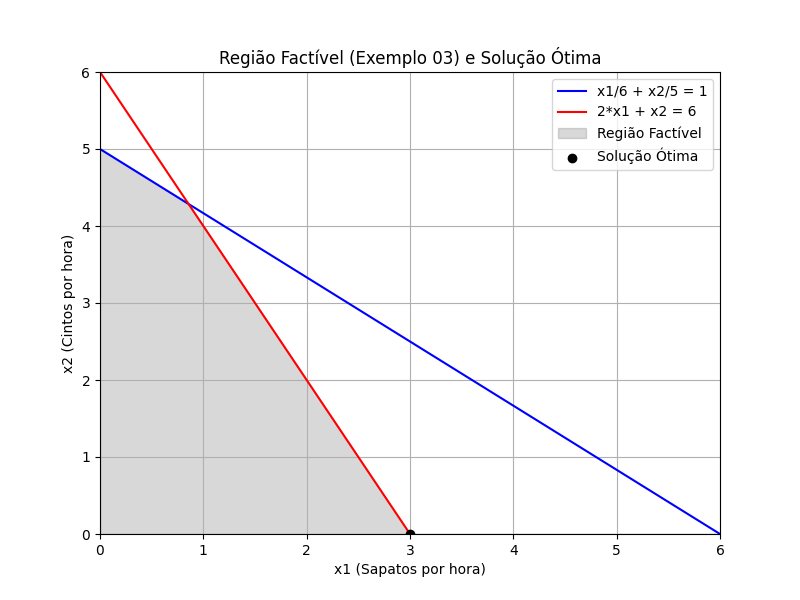 Região Factível (Exemplo 03) e Solução Ótima
x1/6 + x2/5 = 1
2*x1 + x2 = 6
Região Factível
Solução Ótima
6
5
4
3
2
1
0
x2 (Cintos por hora)
0 1 2 3 4 5 6
x1 (Sapatos por hora)